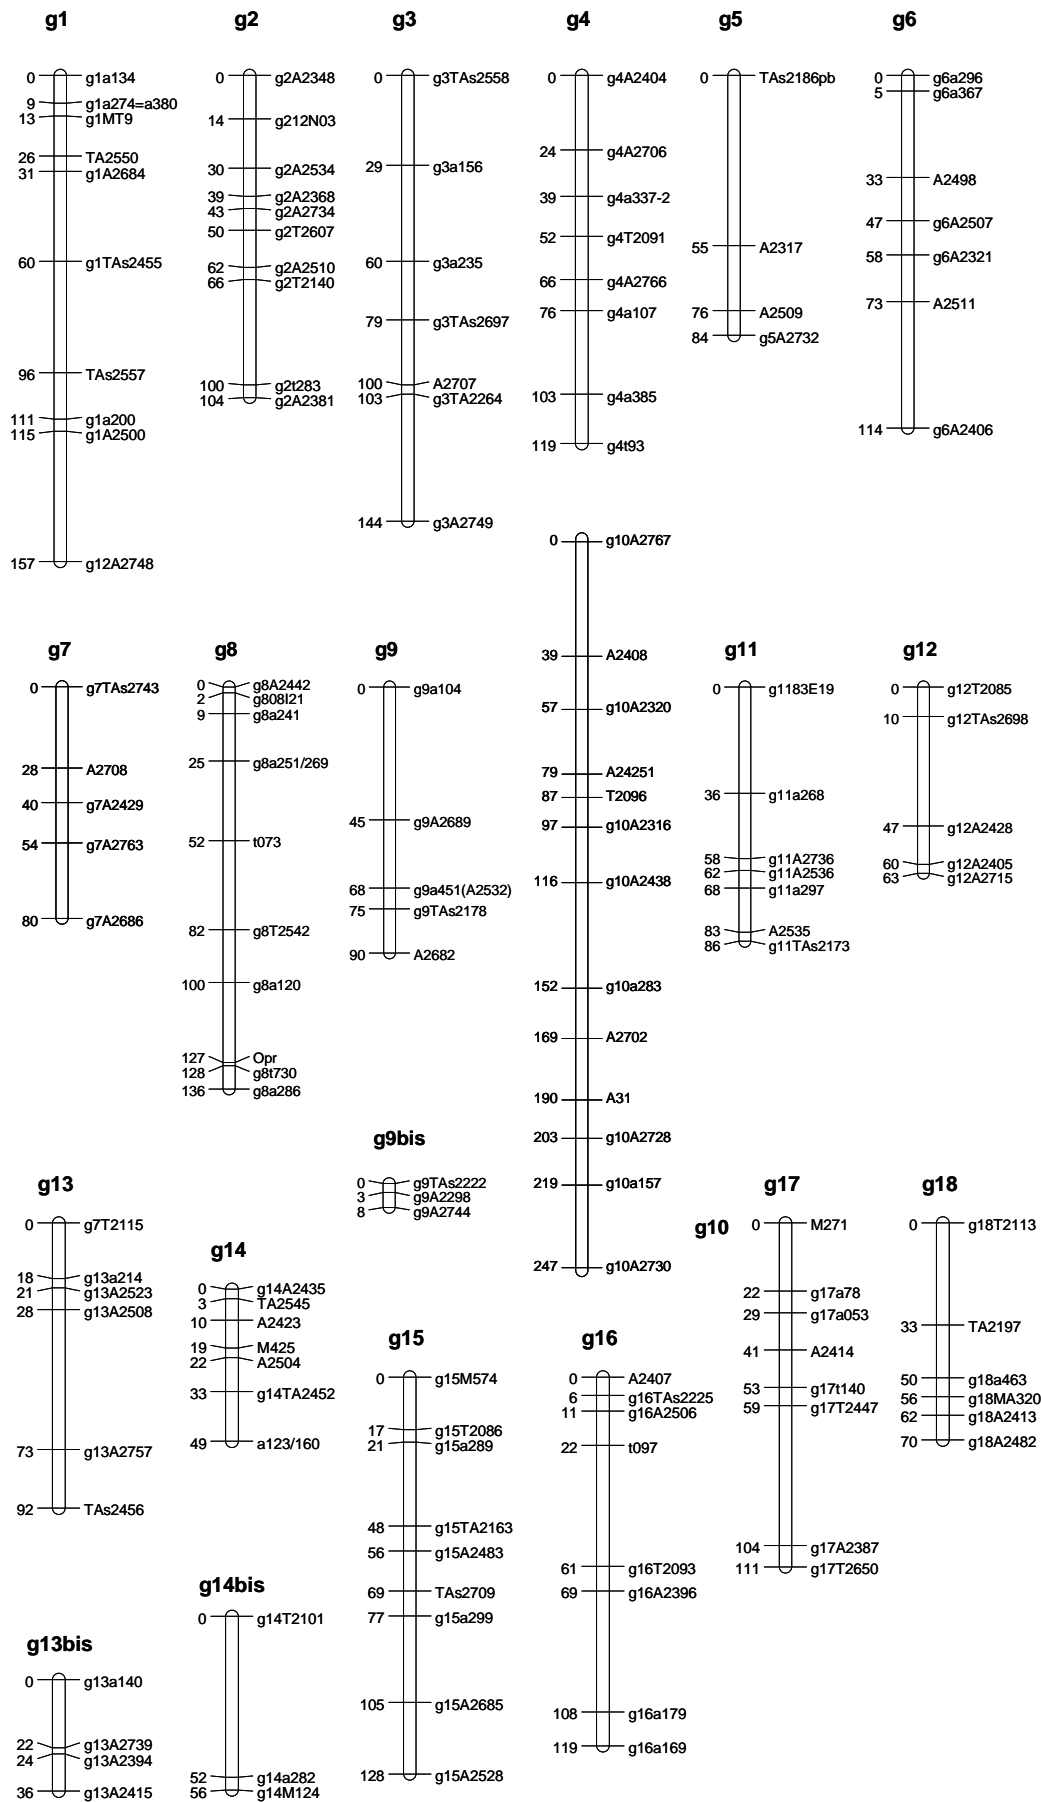 g1
0 g1a134
9 g1a274=a380
13 g1MT9
26 TA2550
31 g1A2684
60 g1TAs2455
96 TAs2557
111 g1a200
115 g1A2500
157 g12A2748
g2
0 g2A2348
14 g212N03
30 g2A2534
39 g2A2368
43 g2A2734
50 g2T2607
62 g2A2510
66 g2T2140
100 g2t283
104 g2A2381
g3
0 g3TAs2558
29 g3a156
60 g3a235
79 g3TAs2697
100 A2707
103 g3TA2264
144 g3A2749
g4
0 g4A2404
24 g4A2706
39 g4a337-2
52 g4T2091
66 g4A2766
76 g4a107
103 g4a385
119 g4t93
g5
0 TAs2186pb
55 A2317
76 A2509
84 g5A2732
g6
0 g6a296
5 g6a367
33 A2498
47 g6A2507
58 g6A2321
73 A2511
114 g6A2406
g7
0 g7TAs2743
28 A2708
40 g7A2429
54 g7A2763
80 g7A2686
g8
0 g8A2442
2 g808I21
9 g8a241
25 g8a251/269
52 t073
82 g8T2542
100 g8a120
127 Opr
128 g8t730
136 g8a286
g9
0 g9a104
45 g9A2689
68 g9a451(A2532)
75 g9TAs2178
90 A2682
g9bis
0 g9TAs2222
3 g9A2298
8 g9A2744
g10
0 g10A2767
39 A2408
57 g10A2320
79 A24251
87 T2096
97 g10A2316
116 g10A2438
152 g10a283
169 A2702
190 A31
203 g10A2728
219 g10a157
247 g10A2730
g11
0 g1183E19
36 g11a268
58 g11A2736
62 g11A2536
68 g11a297
83 A2535
86 g11TAs2173
g12
0 g12T2085
10 g12TAs2698
47 g12A2428
60 g12A2405
63 g12A2715
g13
0 g7T2115
18 g13a214
21 g13A2523
28 g13A2508
73 g13A2757
92 TAs2456
g13bis
0 g13a140
22 g13A2739
24 g13A2394
36 g13A2415
g14
0 g14A2435
3 TA2545
10 A2423
19 M425
22 A2504
33 g14TA2452
49 a123/160
g14bis
0 g14T2101
52 g14a282
56 g14M124
g15
0 g15M574
17 g15T2086
21 g15a289
48 g15TA2163
56 g15A2483
69 TAs2709
77 g15a299
105 g15A2685
128 g15A2528
g16
0 A2407
6 g16TAs2225
11 g16A2506
22 t097
61 g16T2093
69 g16A2396
108 g16a179
119 g16a169
g17
0 M271
22 g17a78
29 g17a053
41 A2414
53 g17t140
59 g17T2447
104 g17A2387
111 g17T2650
g18
0 g18T2113
33 TA2197
50 g18a463
56 g18MA320
62 g18A2413
70 g18A2482